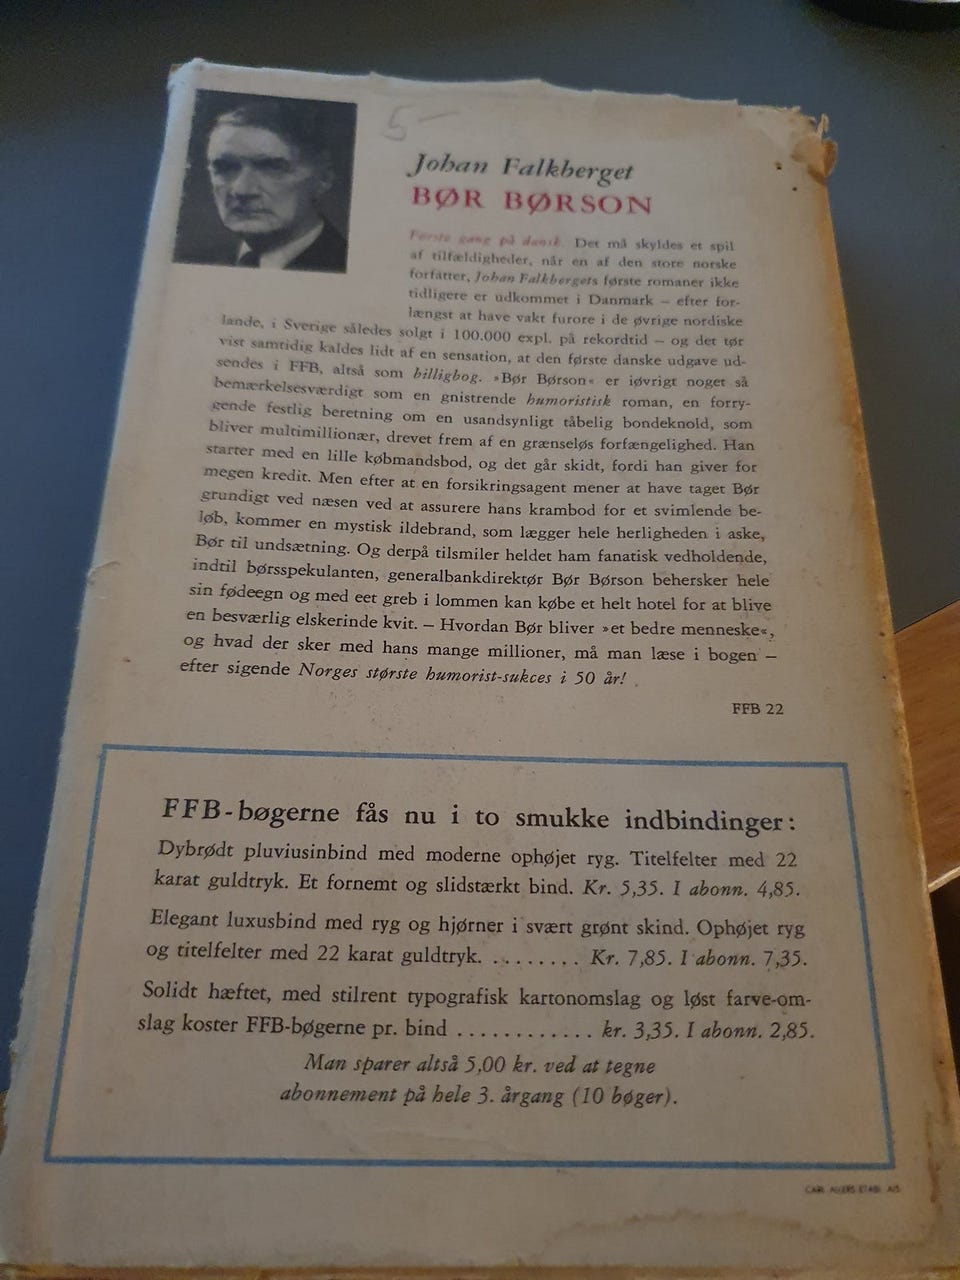 5—
Johan Falkberget
BØR BØRSON
Første gang på dansk. Det må skyldes et spil
af tilfældigheder, når en af den store norske
forfatter, Johan Falkbergets første romaner ikke
tidligere er udkommet i Danmark — efter for-
længst at have vakt furore i de øvrige nordiske
lande, i Sverige således solgt i 100.000 expl. på rekordtid — og det tør
vist samtidig kaldes lidt af en sensation, at den første danske udgave ud-
sendes i FFB, altså som billigbog. »Bør Børson« er iøvrigt noget så
bemærkelsesværdigt som en gnistrende humoristisk roman, en forry-
gende festlig beretning om en usandsynligt tåbelig bondeknold, som
bliver multimillionær, drevet frem af en grænseløs forfængelighed. Han
starter med en lille købmandsbod, og det går skidt, fordi han giver for
megen kredit. Men efter at en forsikringsagent mener at have taget Bør
grundigt ved næsen ved at assurere hans krambod for et svimlende be-
løb, kommer en mystisk ildebrand, som lægger hele herligheden i aske,
Bør til undsætning. Og derpå tilsmiler heldet ham fanatisk vedholdende,
indtil børsspekulanten, generalbankdirektør Bør Børson behersker hele
sin fødeegn og med eet greb i lommen kan købe et helt hotel for at blive
en besværlig elskerinde kvit. — Hvordan Bør bliver »et bedre menneske«,
og hvad der sker med hans mange millioner, må man læse i bogen —
efter sigende Norges største humorist-sukces i 50 år!
FFB 22
FFB-bøgerne fås nu i to smukke indbindinger:
Dybrødt pluviusinbind med moderne ophøjet ryg. Titelfelter med 22
karat guldtryk. Et fornemt og slidstærkt bind. Kr. 5,35. I abonn. 4,85.
Elegant luxusbind med ryg og hjørner i svært grønt skind. Ophøjet ryg
og titelfelter med 22 karat guldtryk. ......... Kr. 7,85. I abonn. 7,35.
Solidt hæftet, med stilrent typografisk kartonomslag og løst farve-om-
slag koster FFB-bøgerne pr. bind ............ kr. 3,35. I abonn. 2,85.
Man sparer altså 5,00 kr. ved at tegne
abonnement på hele 3. årgang (10 bøger).
CARL ALLERS ETABL. A/S